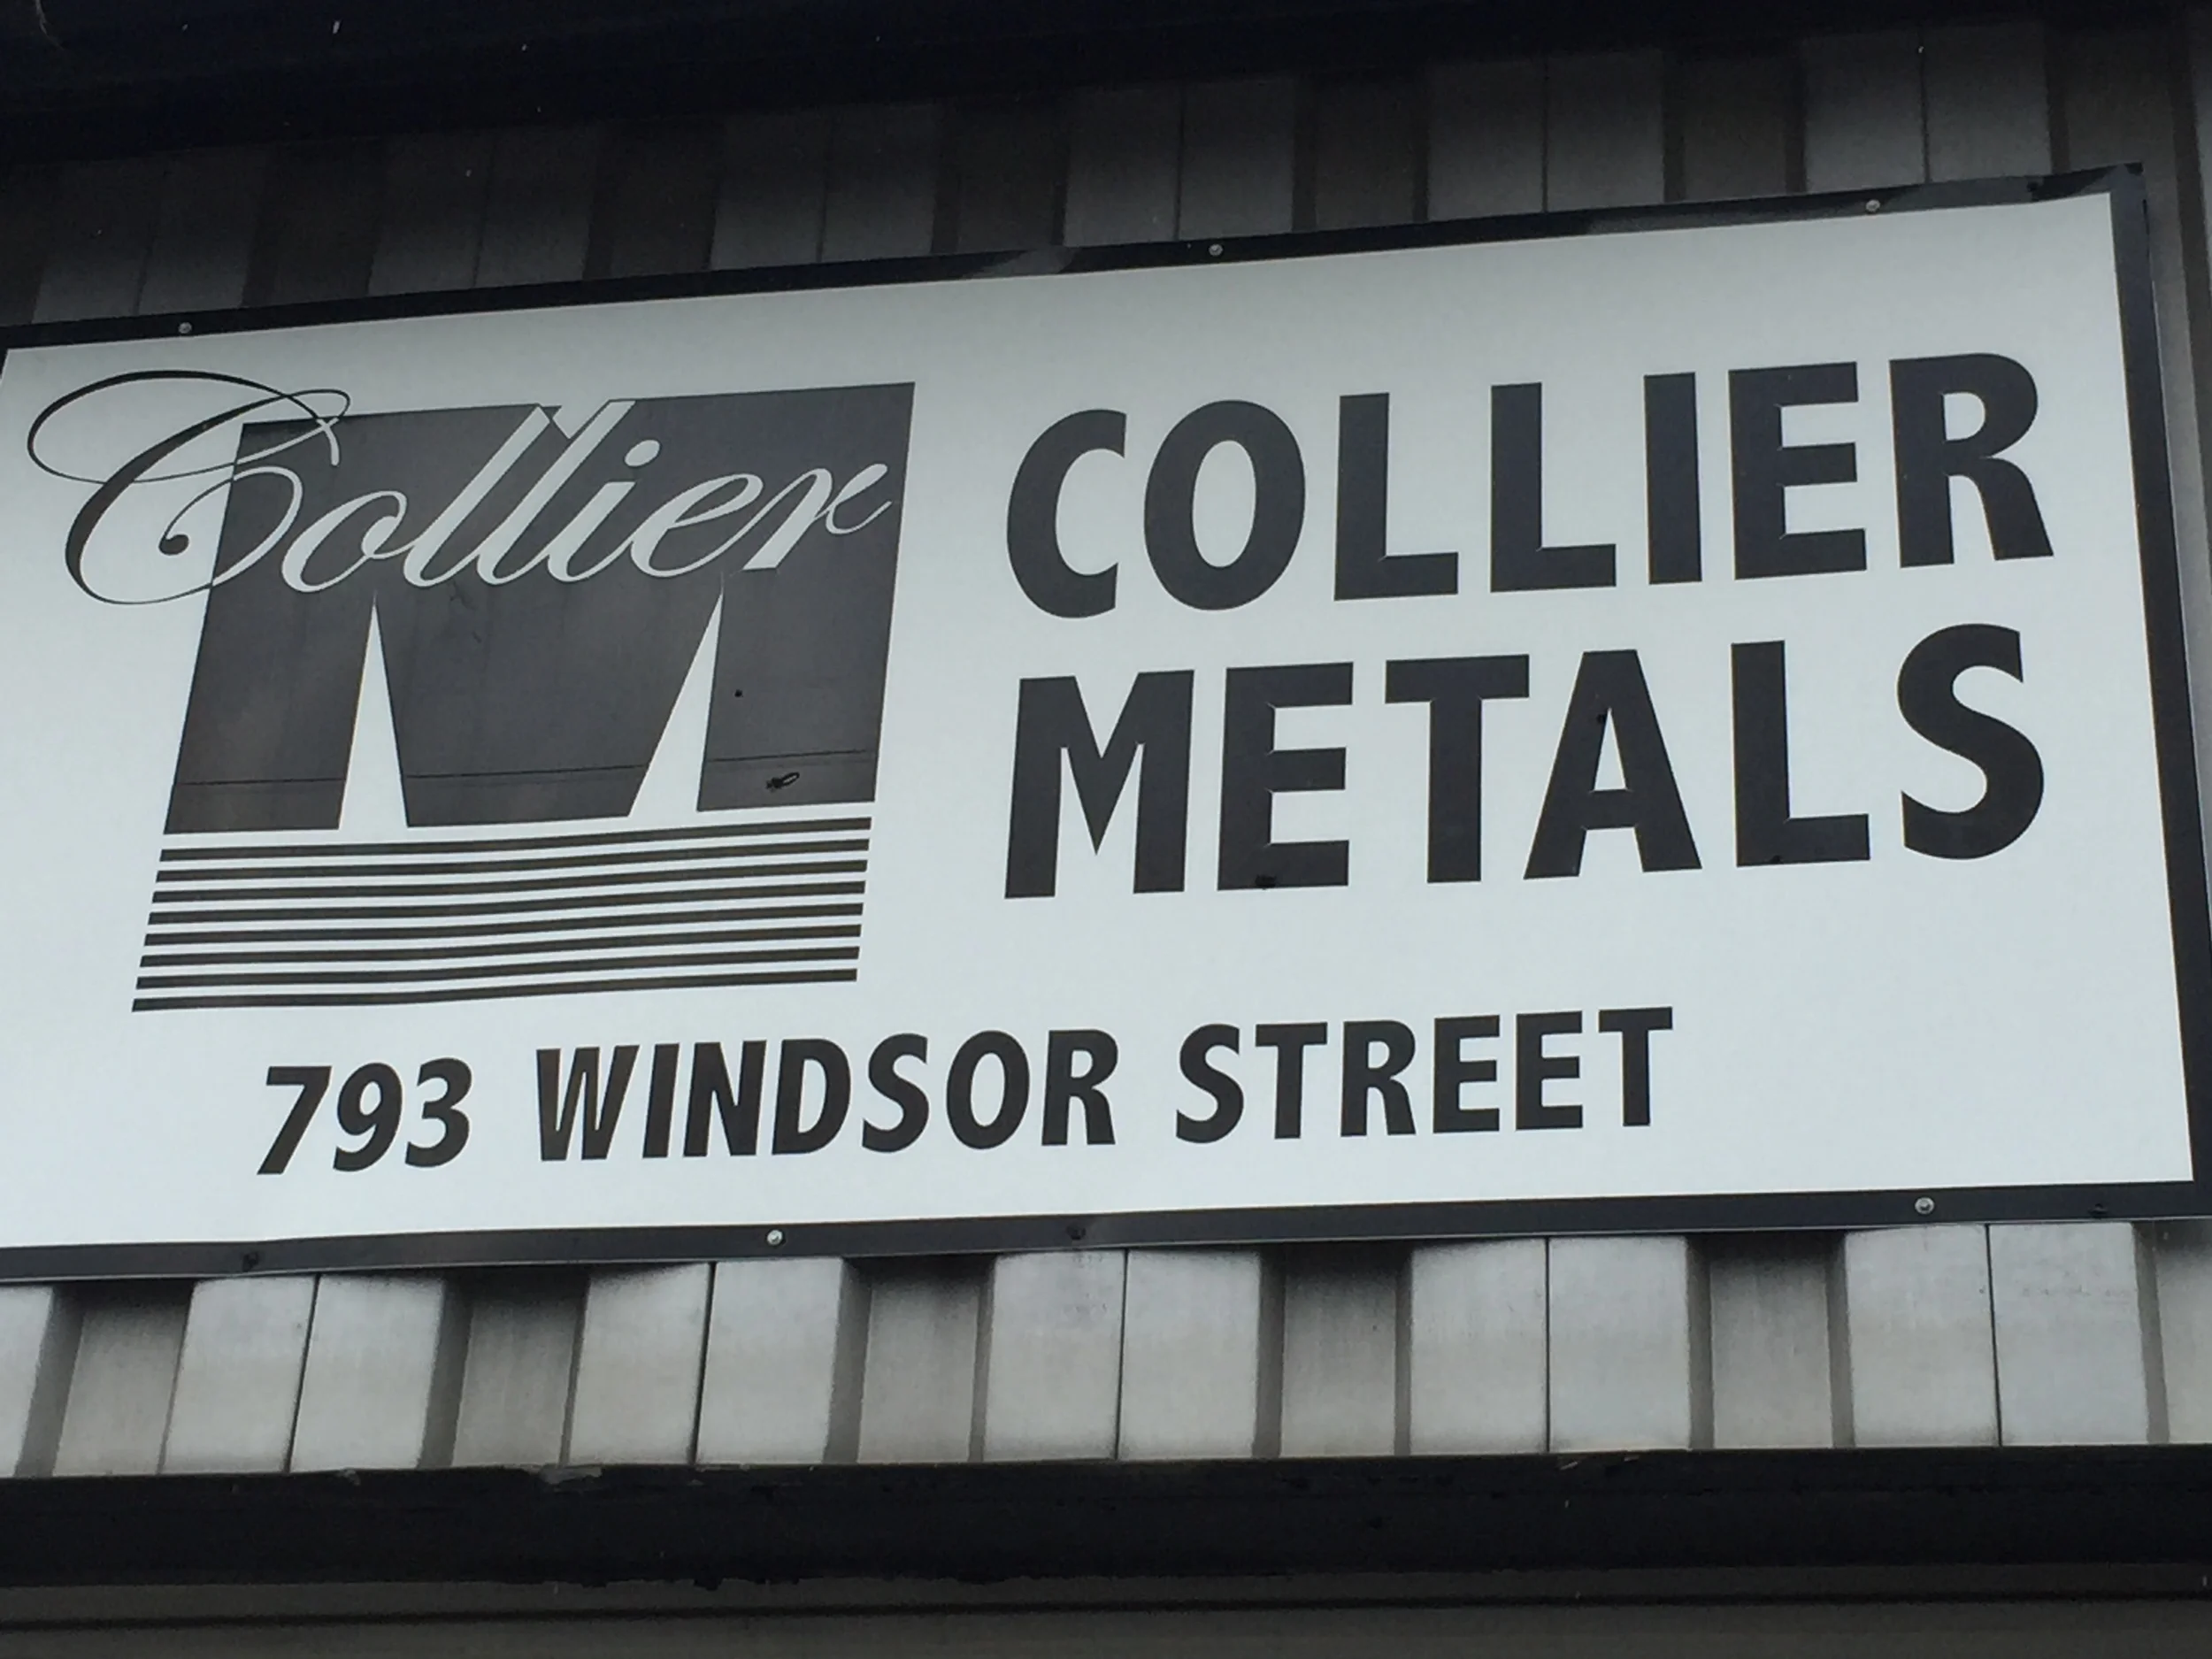 Collier
M
COLLIER
METALS
793 WINDSOR STREET